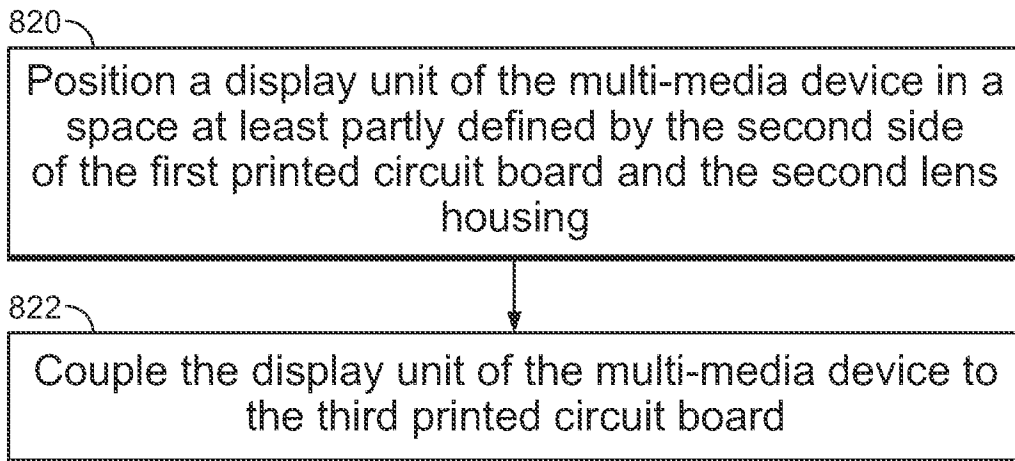 820
Position a display unit of the multi-media device in a
space at least partly defined by the second side
of the first printed circuit board and the second lens
housing
822
Couple the display unit of the multi-media device to
the third printed circuit board